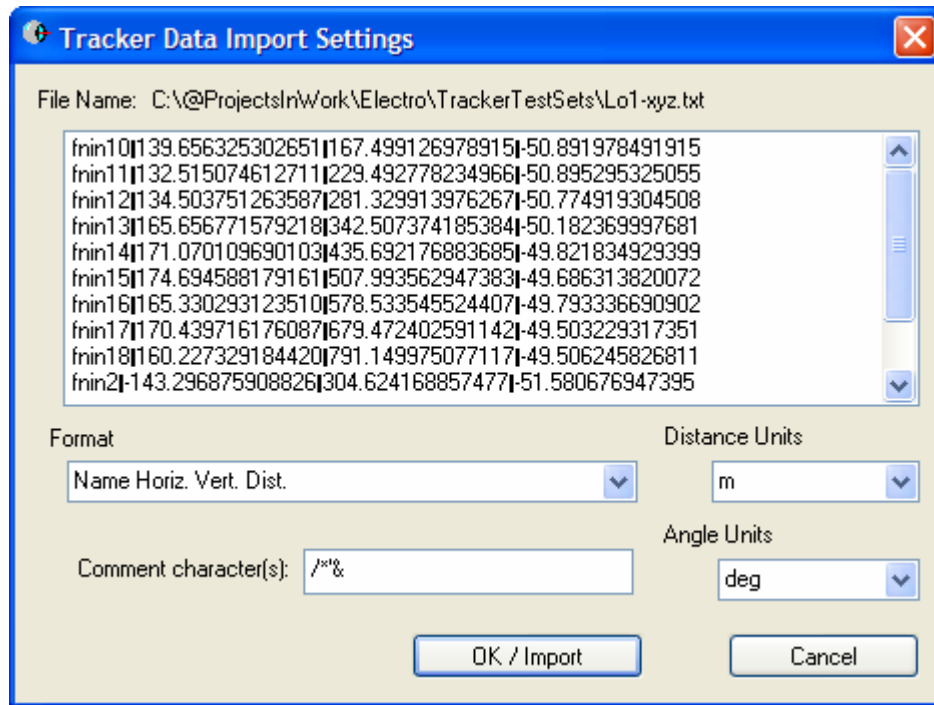 Tracker Data Import Settings
File Name: C:\@ProjectsInWork\Electro\TrackerTestSets\Lo1-xyz.txt
fnin10|139.656325302651|167.499126978915|-50.891978491915
fnin11|132.515074612711|229.492778234966|-50.895295325055
fnin12|134.503751263587|281.329913976267|-50.774919304508
fnin13|165.656771579218|342.507374185384|-50.182369997681
fnin14|171.070109690103|435.692176883685|-49.821834929399
fnin15|174.694588179161|507.993562947383|-49.686313820072
fnin16|165.330293123510|578.533545524407|-49.793336690902
fnin17|170.439716176087|679.472402591142|-49.503229317351
fnin18|160.227329184420|791.149975077117|-49.506245826811
fnin2|-143.296875908826|304.624168857477|-51.580676947395
Format
Distance Units
Name Horiz. Vert. Dist.
m
Angle Units
Comment character(s): /*'&
deg
OK / Import
Cancel